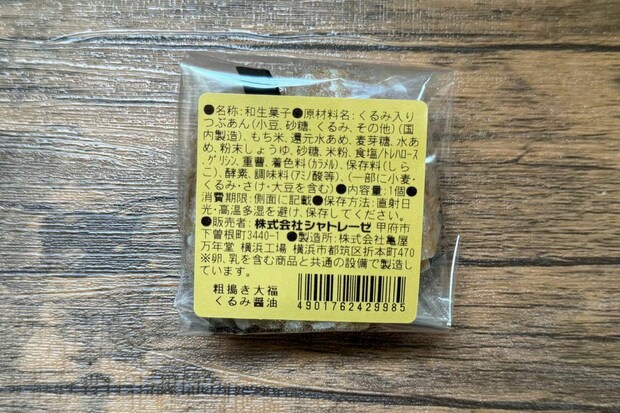 ●名称:和生菓子●原材料名:くるみ入り
つぶあん(小豆、砂糖、くるみ、その他)(国
内製造)、もち米、還元水あめ、麦芽糖、水あ
め、粉末しょうゆ、砂糖、米粉、食塩/トレハロース、
グリシン、重曹、着色料(カラメル)、保存料(しら
こ)、酵素、調味料(アミノ酸等)、(一部に小麦・
くるみ・さけ・大豆を含む)●内容量:1個●
消費期限:側面に記載●保存方法:直射日
光・高温多湿を避け、保存してください。
●販売者:株式会社シャトレーゼ 甲府市
下曽根町3440-1 ●製造所:株式会社亀屋
万年堂 横浜工場 横浜市都筑区折本町470
※卵、乳を含む商品と共通の設備で製造し
ています。
粗搗き大福
くるみ醤油
4901762429985